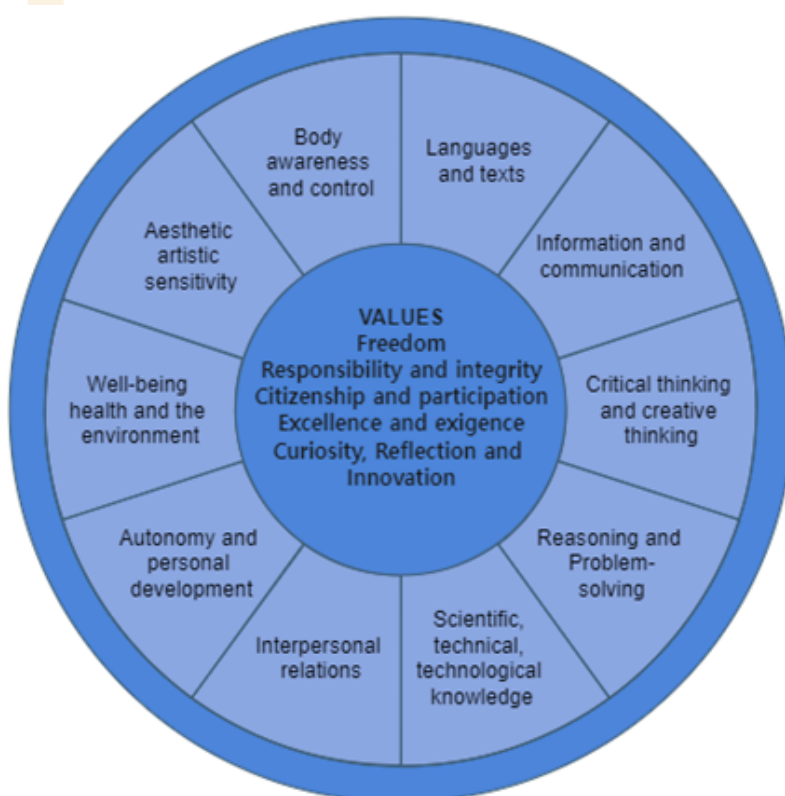 Body
awareness
and control
Languages
and texts
Information and
communication
Critical thinking
and creative
thinking
Reasoning and
Problem-
solving
Scientific,
technical,
technological
knowledge
Interpersonal
relations
Autonomy and
personal
development
Well-being
health and the
environment
Aesthetic
artistic
sensitivity
VALUES
Freedom
Responsibility and integrity
Citizenship and participation
Excellence and exigence
Curiosity, Reflection and
Innovation